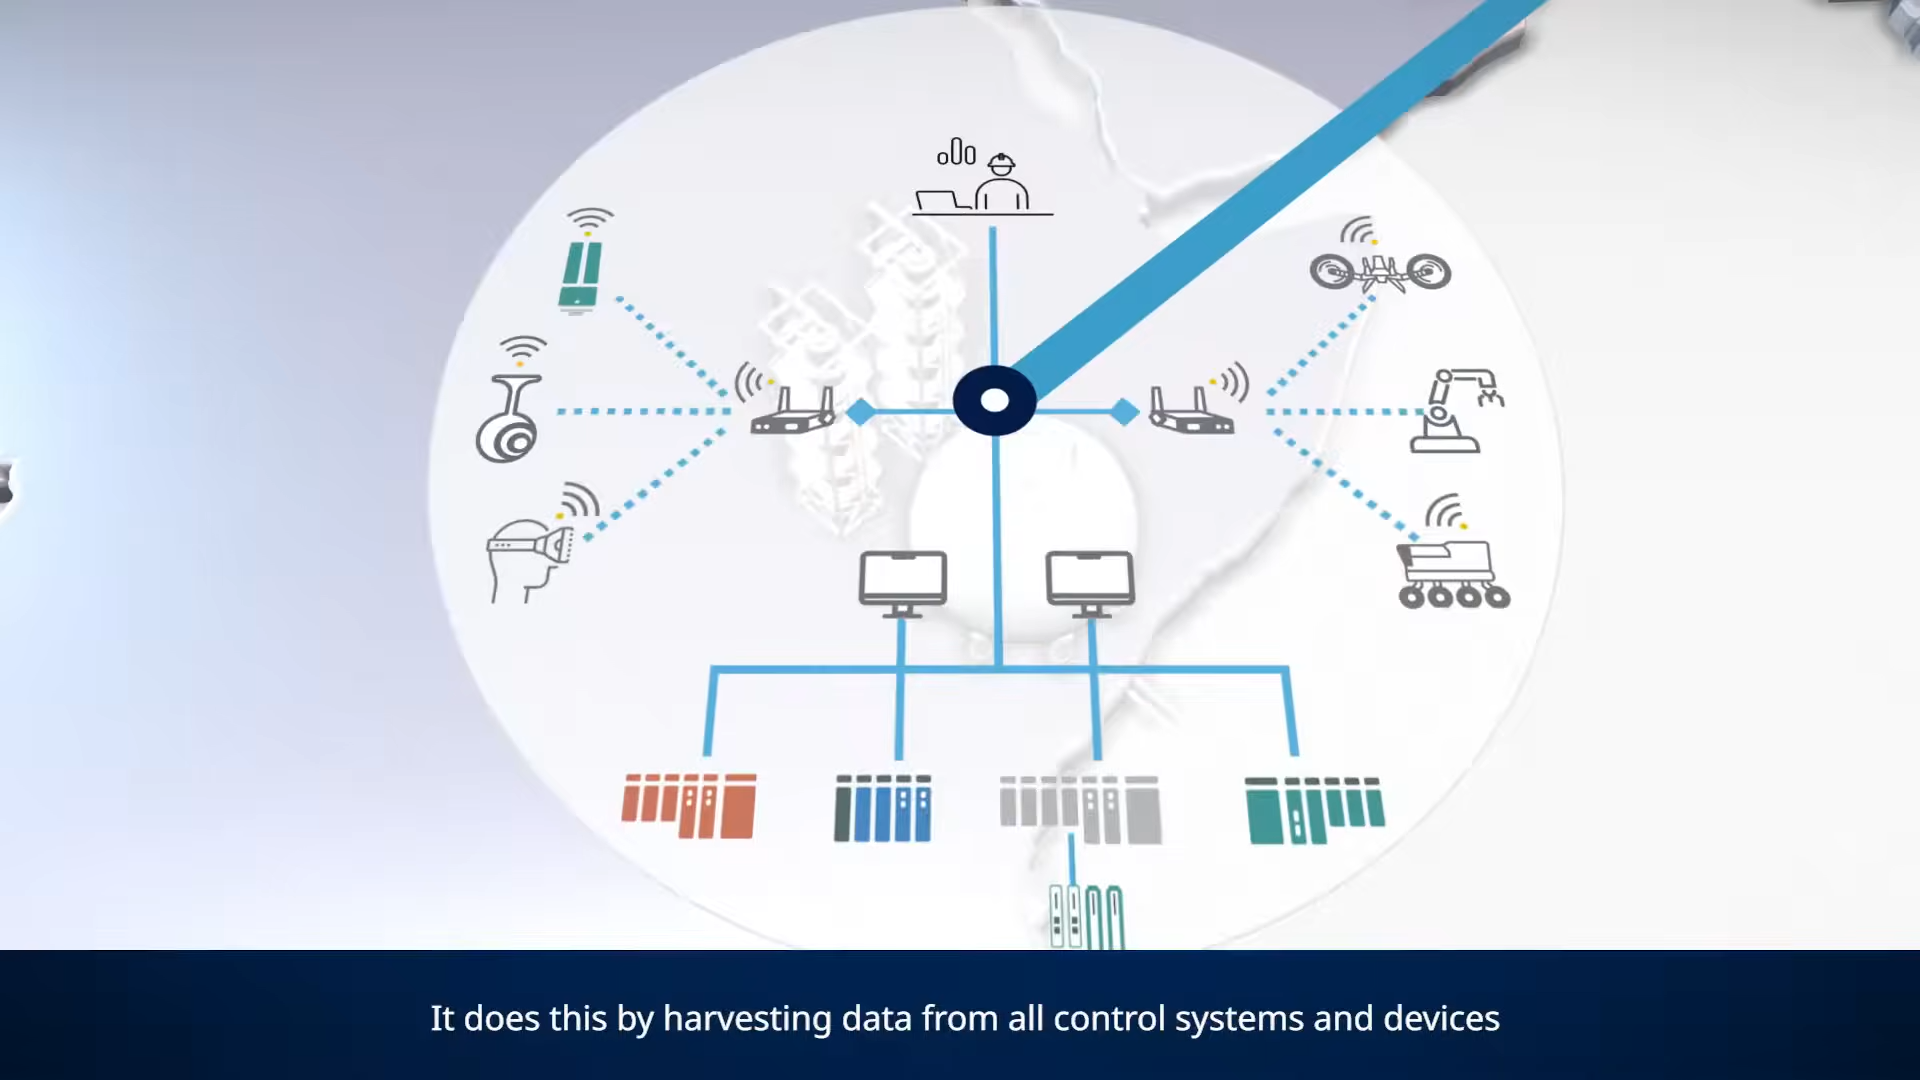 It does this by harvesting data from all control systems and devices